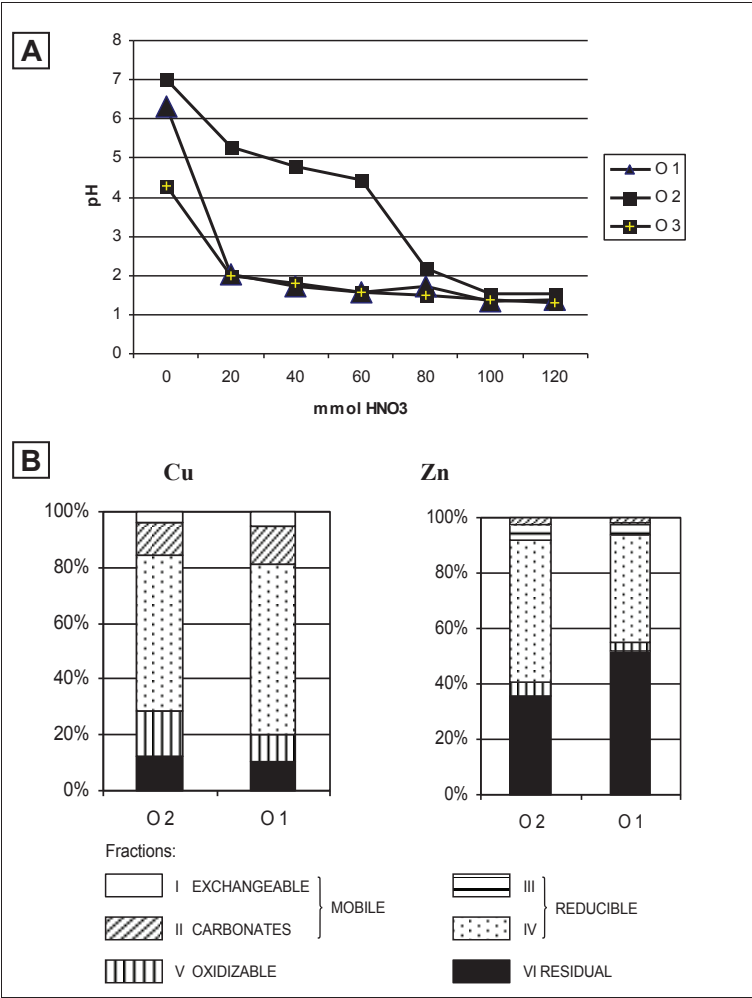 A
8
7
6
5
4
3
2
1
0
pH
0 20 40 60 80 100 120
mmol HNO3
O 1
O 2
O 3
B
Cu
Zn
100%
80%
60%
40%
20%
0%
O 2 O 1
100%
80%
60%
40%
20%
0%
O 2 O 1
Fractions:
I EXCHANGEABLE
II CARBONATES
MOBILE
V OXIDIZABLE
III
IV
REDUCIBLE
VI RESIDUAL